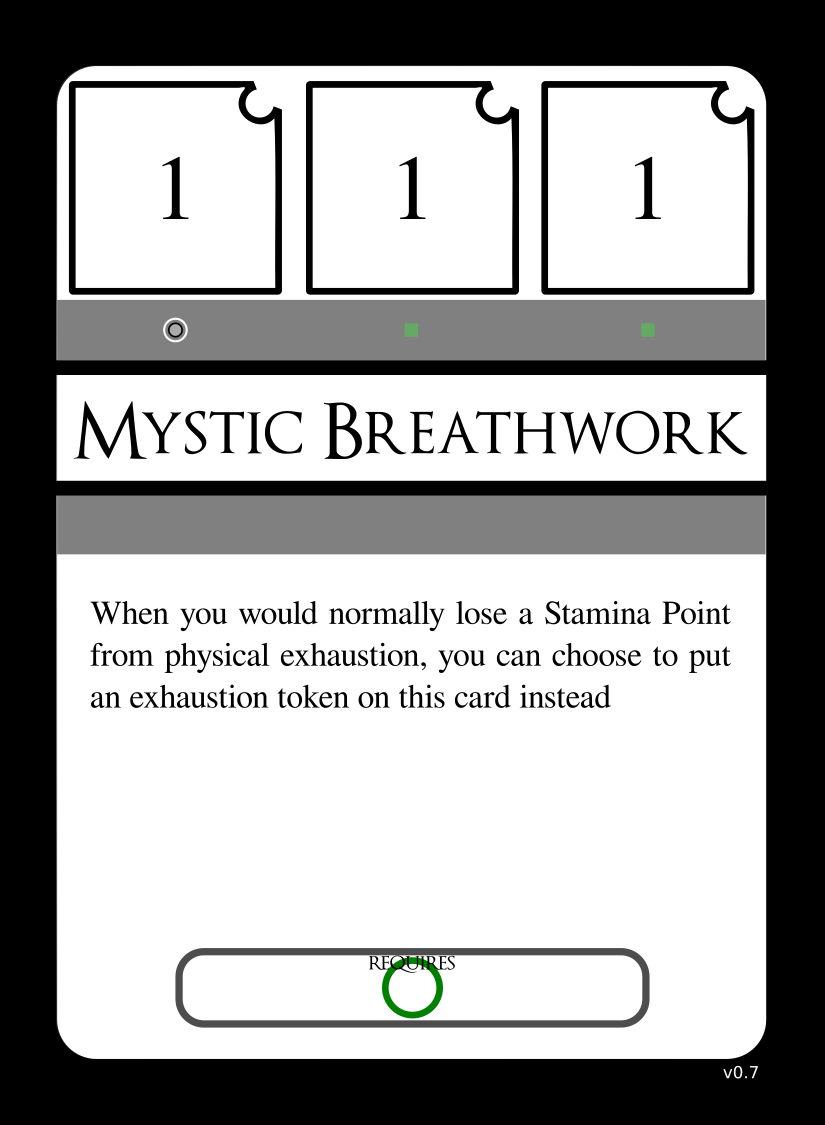 1 1 1
Mystic Breathwork
When you would normally lose a Stamina Point
from physical exhaustion, you can choose to put
an exhaustion token on this card instead
REQUIRES
v0.7